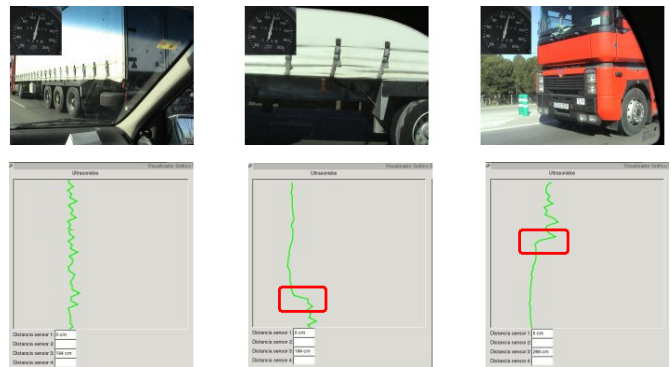 Visualizador Gráfico
Ultrasonidos
Distancia sensor 1 0 cm
Distancia sensor 2
Distancia sensor 3 184 cm
Distancia sensor 4
Visualizador Gráfico
Ultrasonidos
Distancia sensor 1 0 cm
Distancia sensor 2
Distancia sensor 3 184 cm
Distancia sensor 4
Visualizador Gráfico
Ultrasonidos
Distancia sensor 1 0 cm
Distancia sensor 2
Distancia sensor 3
Distancia sensor 4